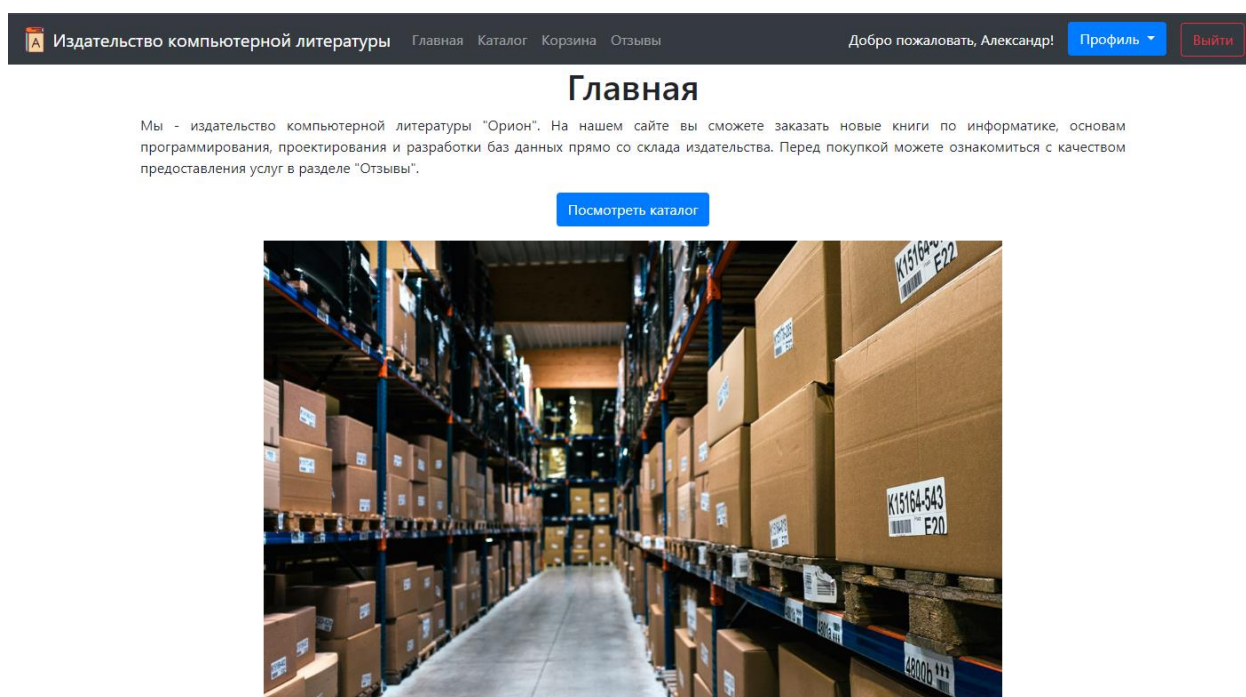 A Издательство компьютерной литературы Главная Каталог Корзина Отзывы Добро пожаловать, Александр! Профиль Выйти
Главная
Мы - издательство компьютерной литературы "Орион". На нашем сайте вы сможете заказать новые книги по информатике, основам
программирования, проектирования и разработки баз данных прямо со склада издательства. Перед покупкой можете ознакомиться с качеством
предоставления услуг в разделе "Отзывы".
Посмотреть каталог
E22
K15164-543
E20
4800b